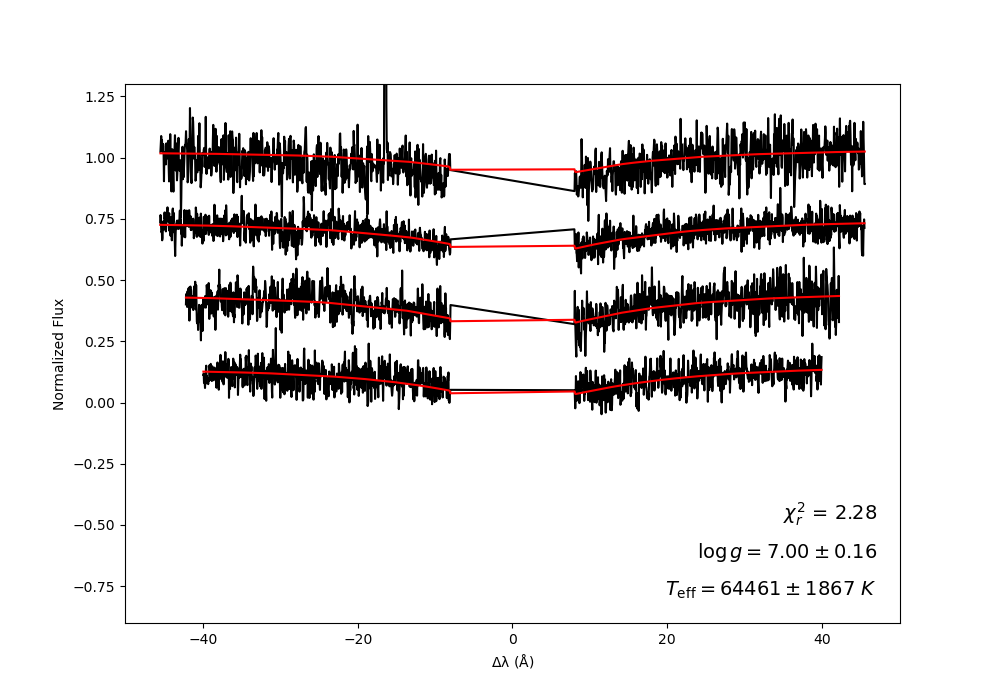 1.25
1.00
0.75
0.50
0.25
0.00
−0.25
−0.50
−0.75
Normalized Flux
χ²ᵣ = 2.28
log g = 7.00 ± 0.16
T_eff = 64461 ± 1867 K
−40 −20 0 20 40
Δλ (Å)